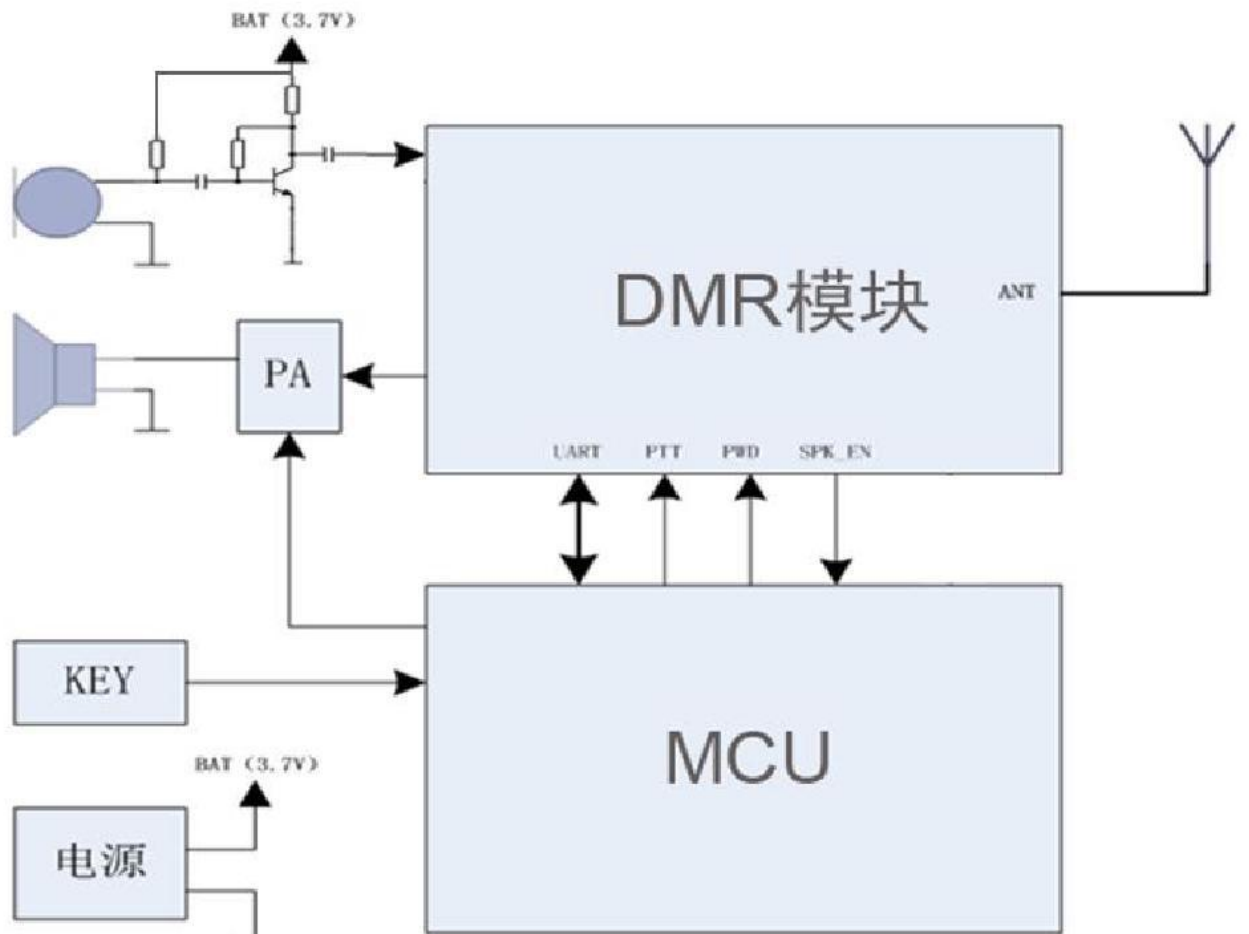 BAT (3.7V)
DMR模块
ANT
PA
UART
PTT
PWD
SPK_EN
KEY
MCU
BAT (3.7V)
电源